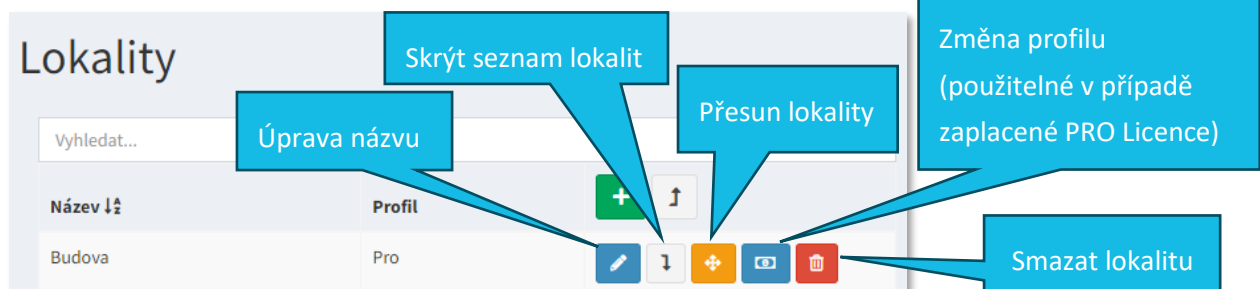 Lokality
Skrýt seznam lokalit
Změna profilu
(použitelné v případě
zaplacené PRO Licence)
Přesun lokality
Vyhledat...
Úprava názvu
Název
Profil
Budova
Pro
Smazat lokalitu